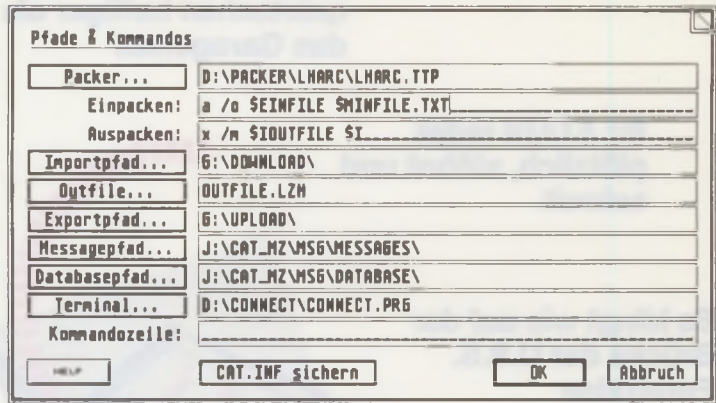 Pfade & Kommandos
Packer... D:\PACKER\LHARC\LHARC.TTP
Einpacken: a /o $EINFILE $MINFILE.TXT
Auspacken: x /m $IOUTFILE $I
Importpfad... G:\DOWNLOAD\
Outfile... OUTFILE.LZH
Exportpfad... G:\UPLOAD\
Messagepfad... J:\CAT_MZ\MSG\MESSAGES\
Databasepfad... J:\CAT_MZ\MSG\DATABASE\
Terminal... D:\CONNECT\CONNECT.PRG
Kommandozeile:
HELP CAT.INF sichern OK Abbruch